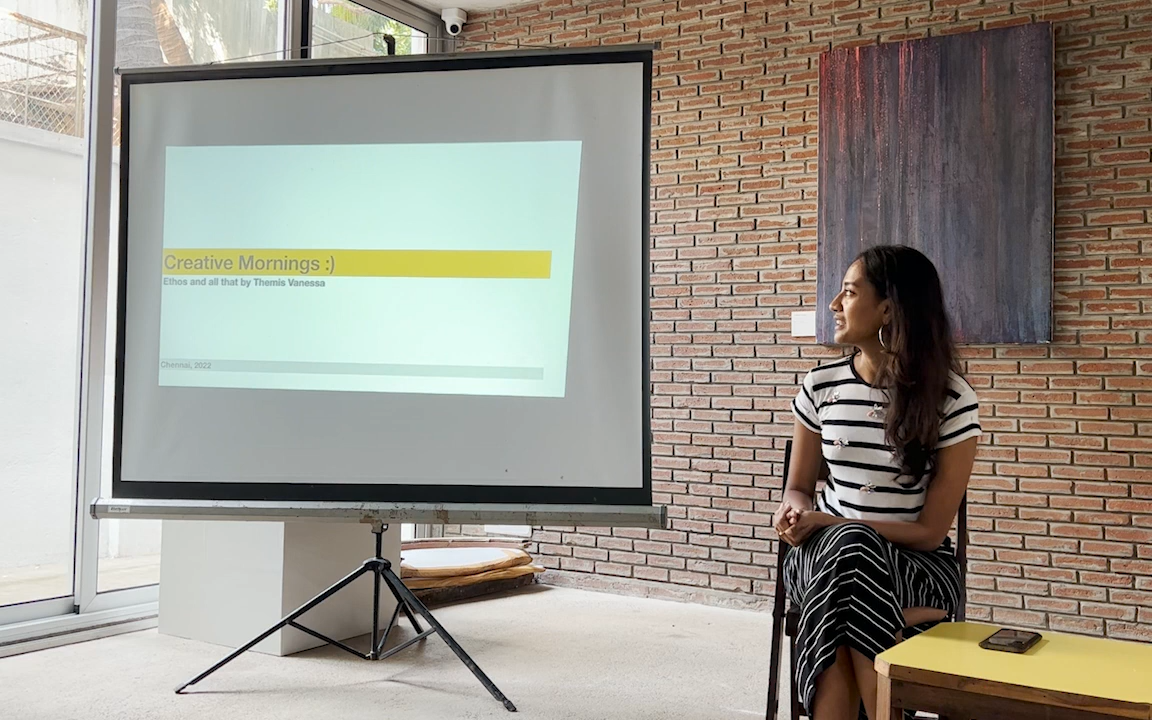 Creative Mornings :)
Ethos and all that by Themis Vanessa
Chennai, 2022